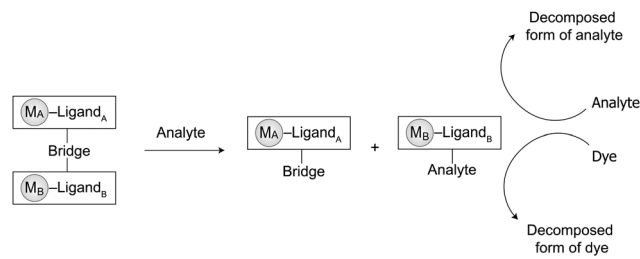 Decomposed
form of analyte
MA–LigandA
Bridge
MB–LigandB
Analyte
MA–LigandA
Bridge
+
MB–LigandB
Analyte
Analyte
Dye
Decomposed
form of dye